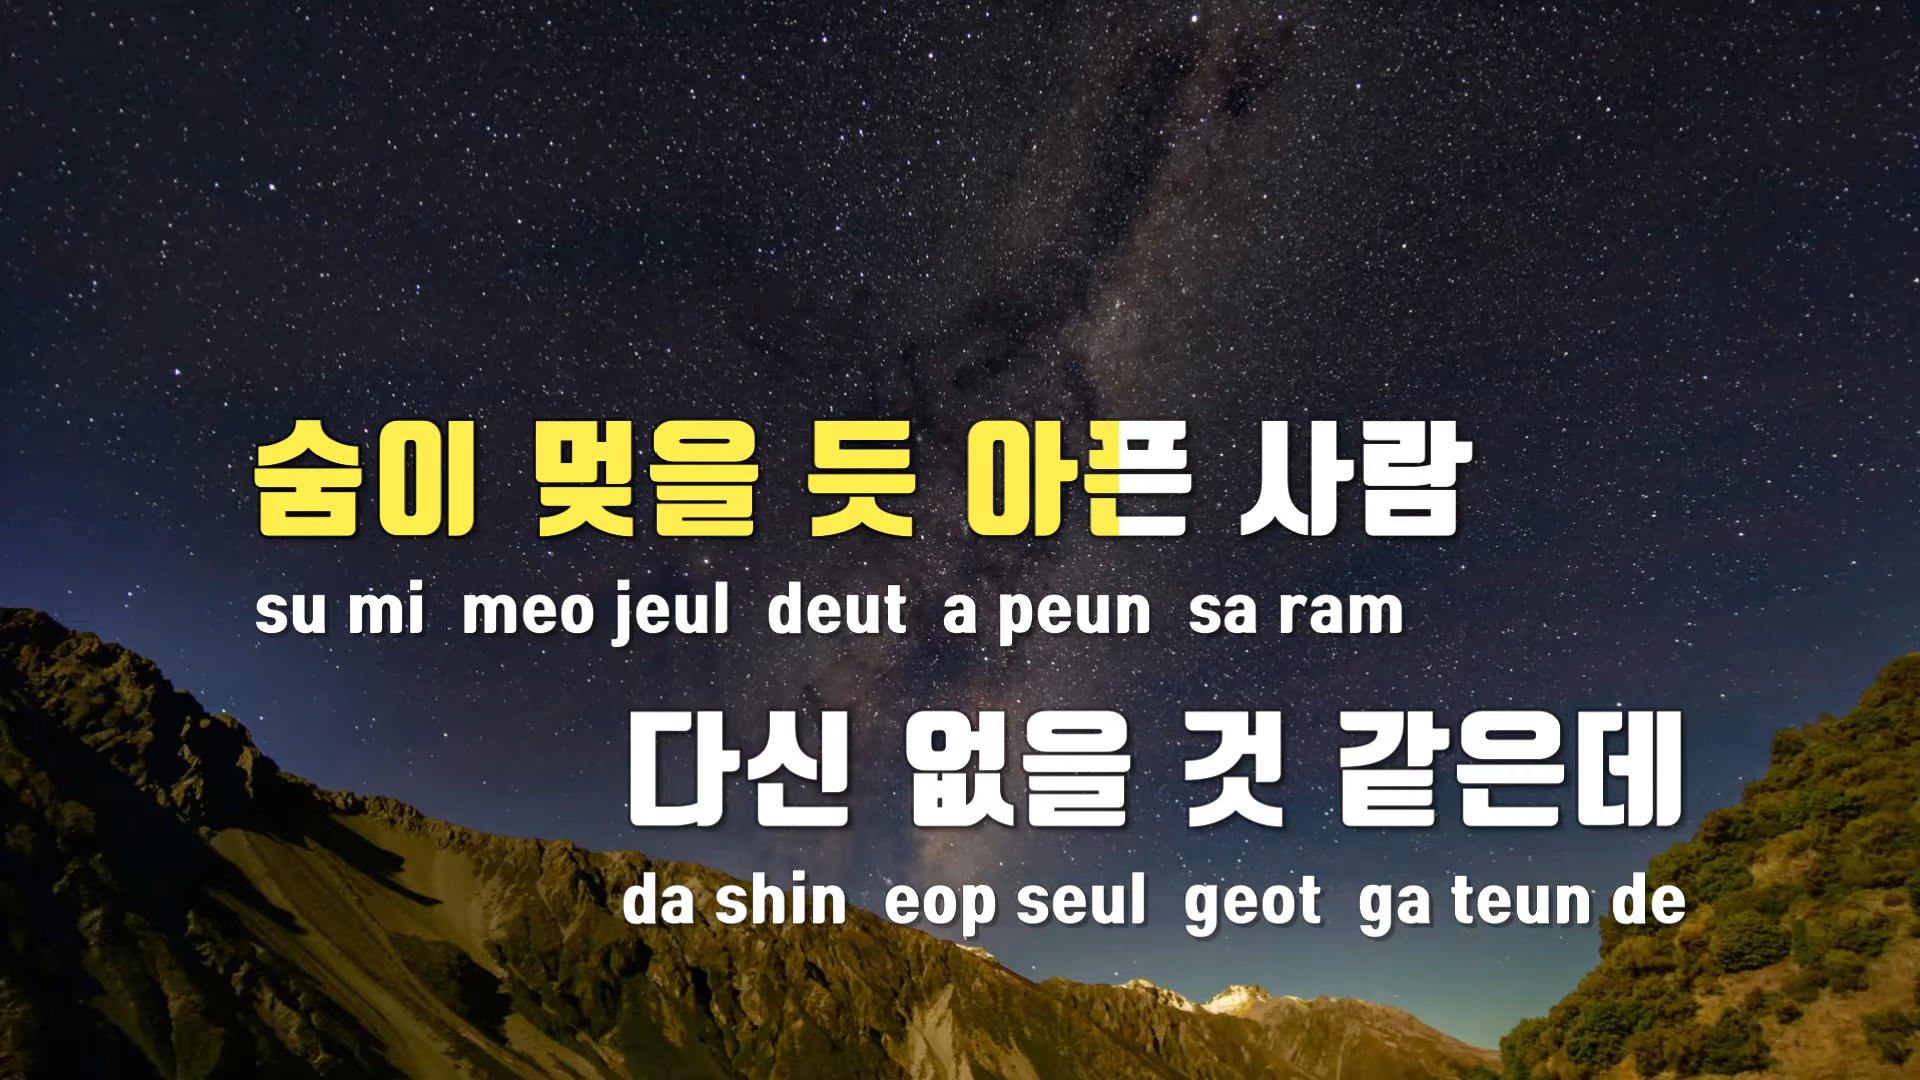 숨이 멎을 듯 아픈 사람
su mi meo jeul deut a peun sa ram
다신 없을 것 같은데
da shin eop seul geot ga teun de